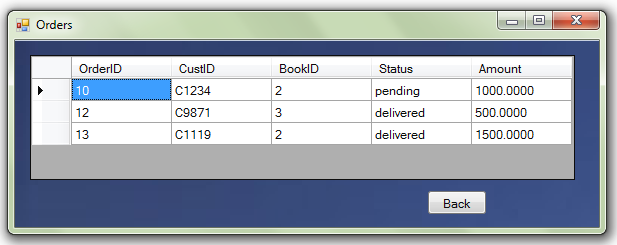 Orders
OrderID CustID BookID Status Amount
10 C1234 2 pending 1000.0000
12 C9871 3 delivered 500.0000
13 C1119 2 delivered 1500.0000
Back